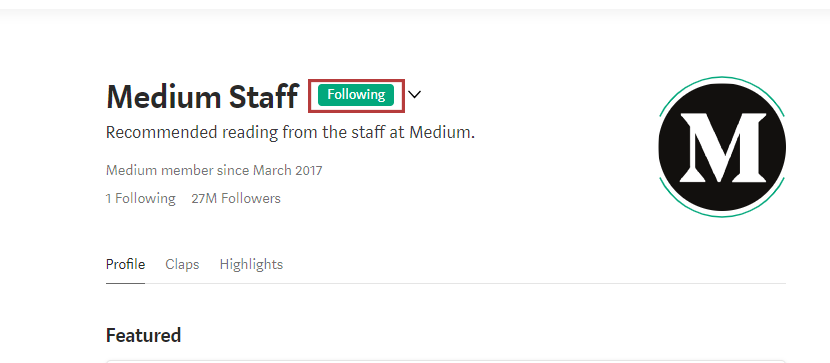 Medium Staff Following
Recommended reading from the staff at Medium.
Medium member since March 2017
1 Following 27M Followers
M
Profile Claps Highlights
Featured